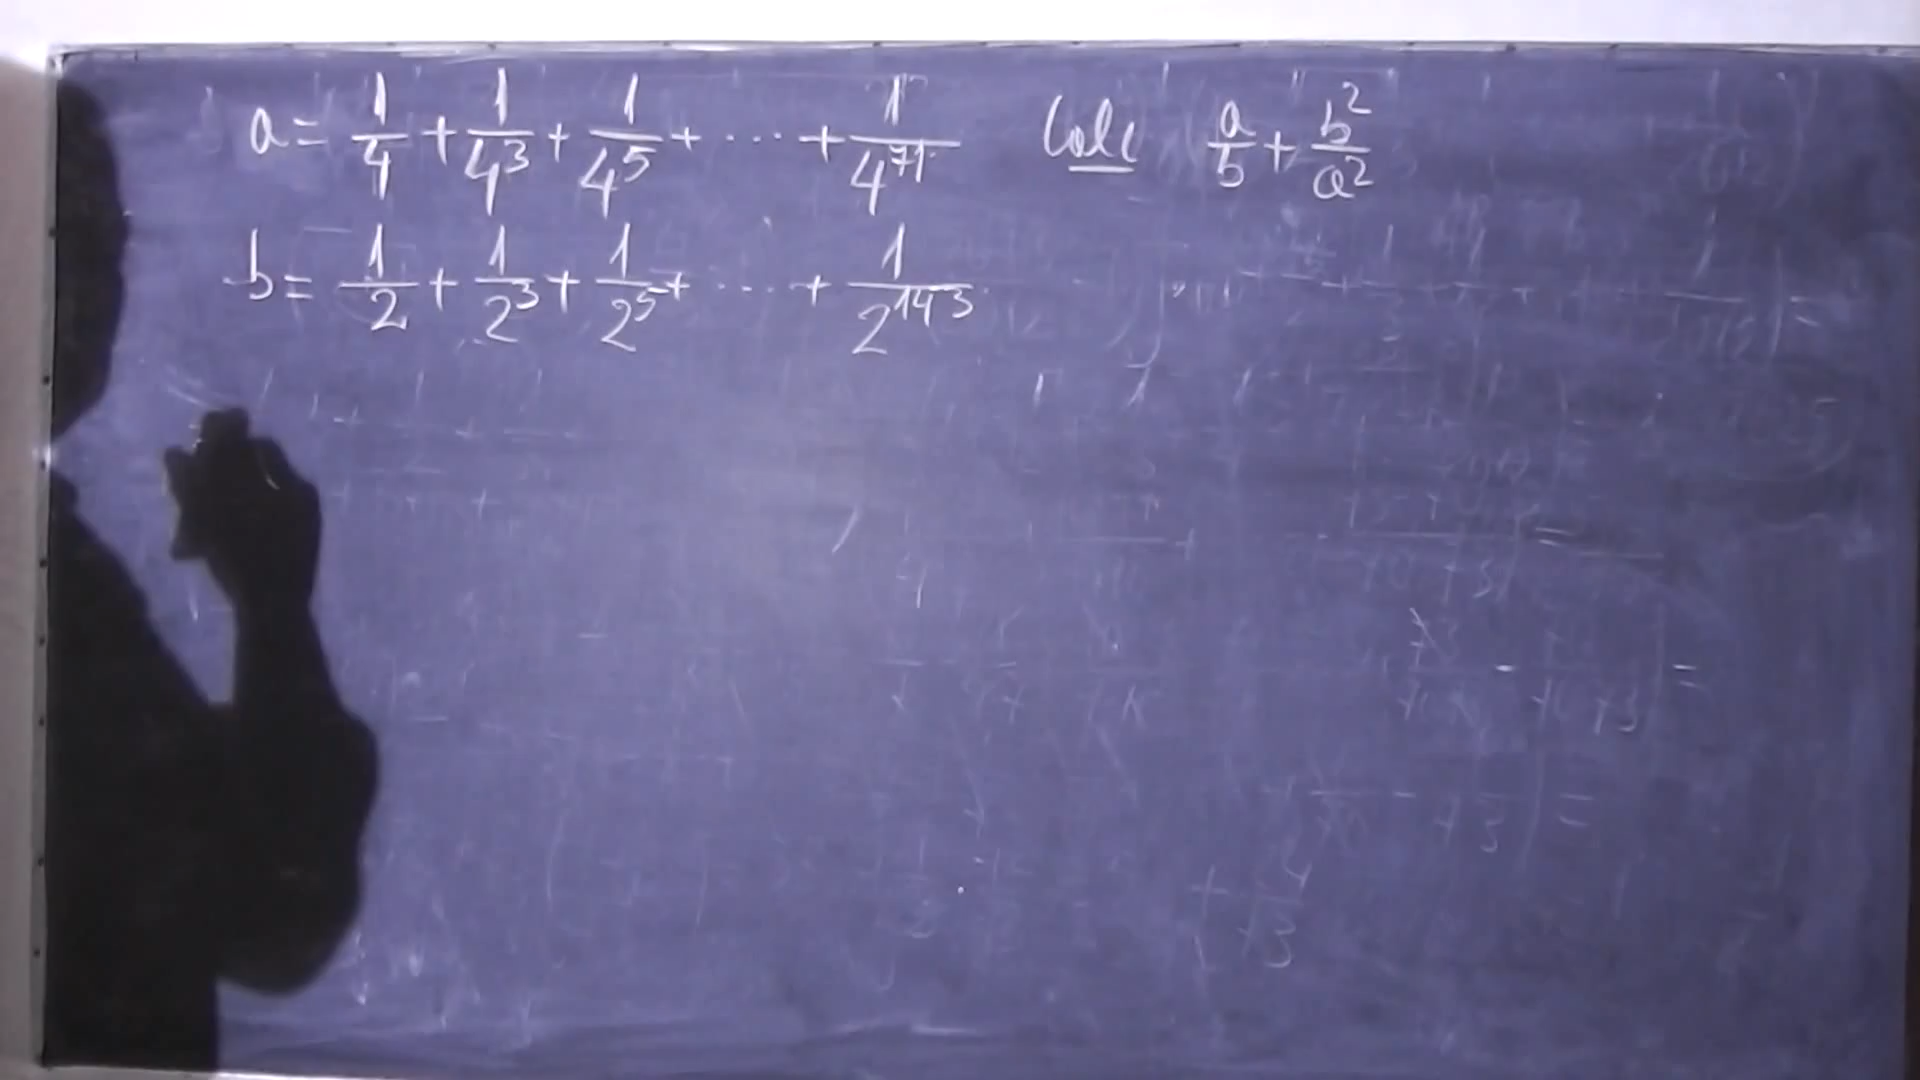 a = 1/4 + 1/4^3 + 1/4^5 + ... + 1/4^71 Calc a/b + b^2/a^2
b = 1/2 + 1/2^3 + 1/2^5 + ... + 1/2^143